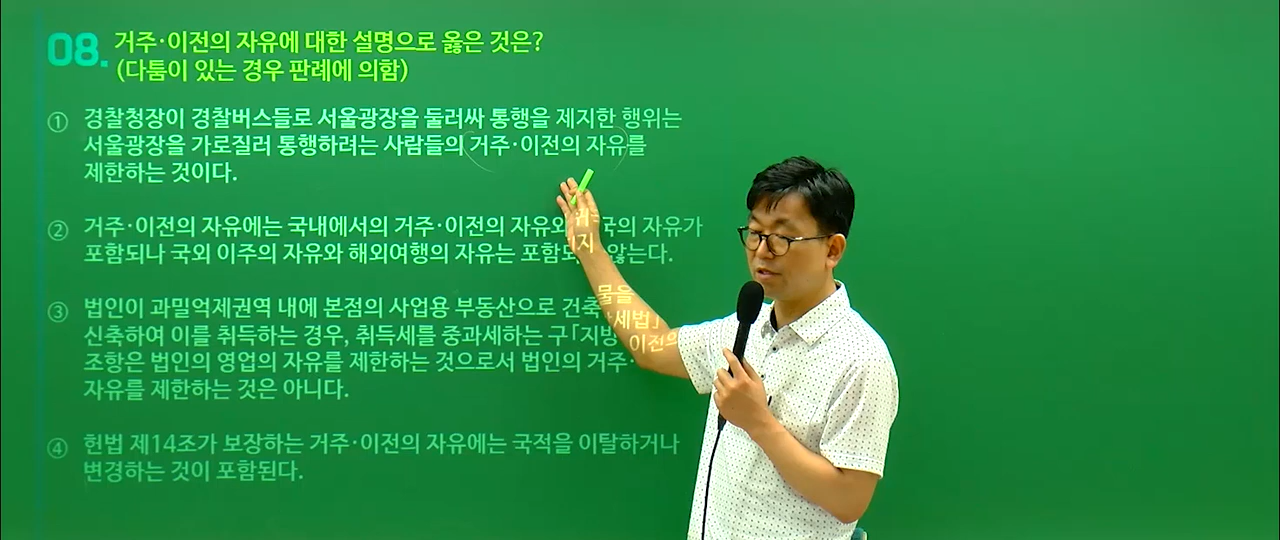 08. 거주·이전의 자유에 대한 설명으로 옳은 것은?
(다툼이 있는 경우 판례에 의함)
① 경찰청장이 경찰버스들로 서울광장을 둘러싸 통행을 제지한 행위는
서울광장을 가로질러 통행하려는 사람들의 거주·이전의 자유를
제한하는 것이다.
② 거주·이전의 자유에는 국내에서의 거주·이전의 자유와 귀국의 자유가
포함되나 국외 이주의 자유와 해외여행의 자유는 포함되지 않는다.
③ 법인이 과밀억제권역 내에 본점의 사업용 부동산으로 건축물을
신축하여 이를 취득하는 경우, 취득세를 중과세하는 구「지방세법」
조항은 법인의 영업의 자유를 제한하는 것으로서 법인의 거주·이전의
자유를 제한하는 것은 아니다.
④ 헌법 제14조가 보장하는 거주·이전의 자유에는 국적을 이탈하거나
변경하는 것이 포함된다.